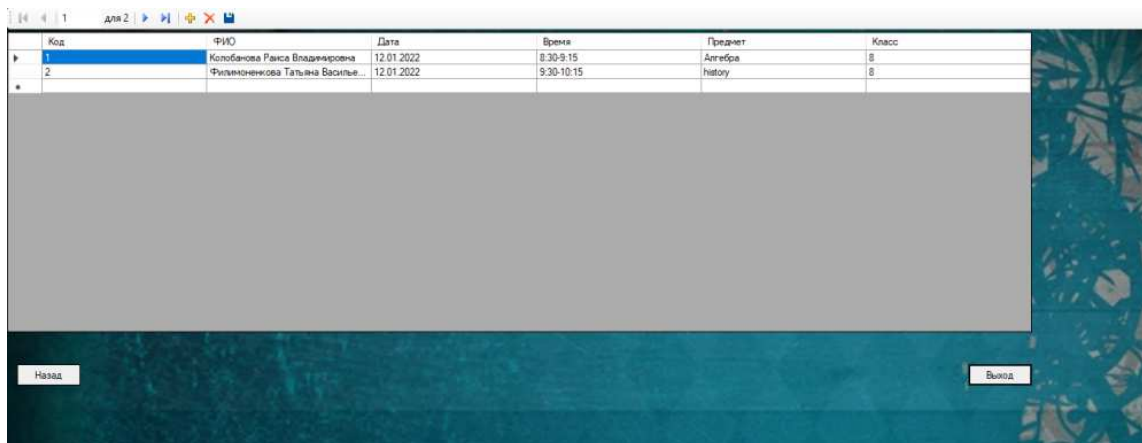 1 для 2
Код ФИО Дата Время Предмет Класс
1 Колобанова Раиса Владимировна 12.01.2022 8:30-9:15 Алгебра 8
2 Филимоненкова Татьяна Василье... 12.01.2022 9:30-10:15 history 8
Назад Выход